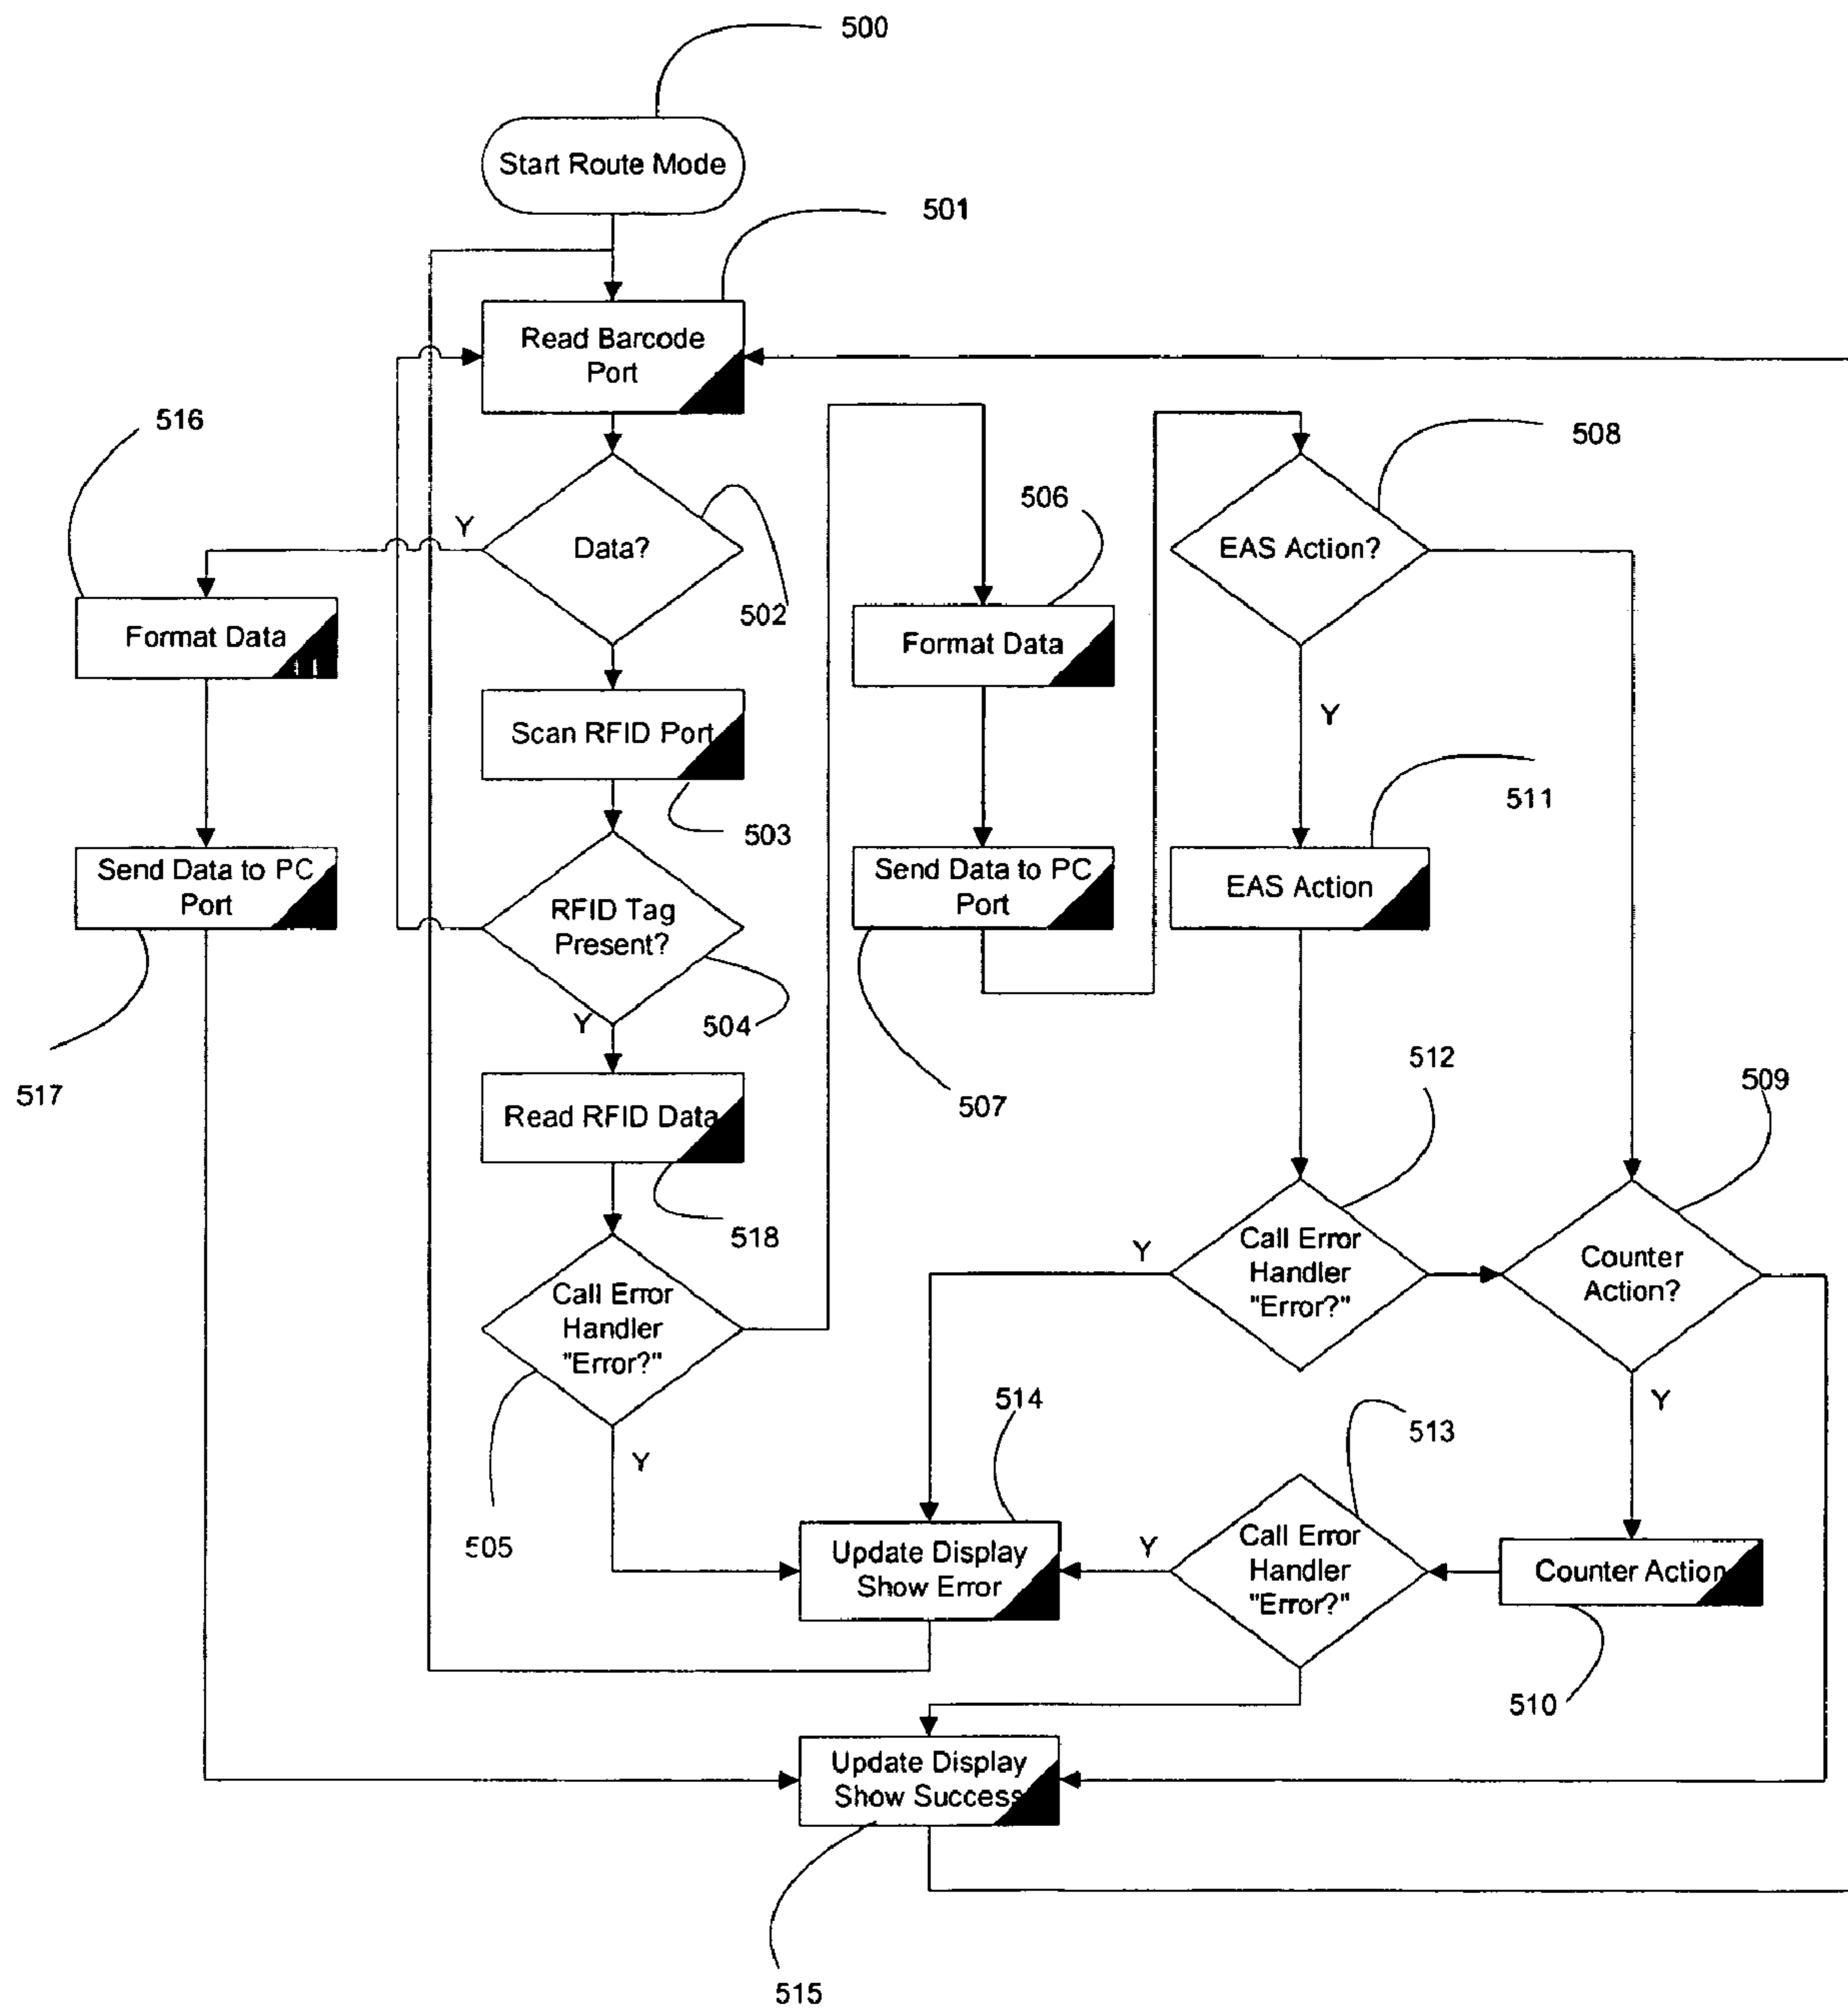 500
Start Route Mode
501
Read Barcode
Port
516
508
506
Y
Data?
EAS Action?
502
Format Data
Format Data
Y
Scan RFID Port
511
503
Send Data to PC
Port
RFID Tag
Present?
Send Data to PC
Port
EAS Action
Y
504
512
509
517
507
Read RFID Data
518
Y
Call Error
Handler
"Error?"
Counter
Action?
Call Error
Handler
"Error?"
514
Y
513
Y
505
Update Display
Show Error
Y
Call Error
Handler
"Error?"
Counter Action
510
Update Display
Show Success
515